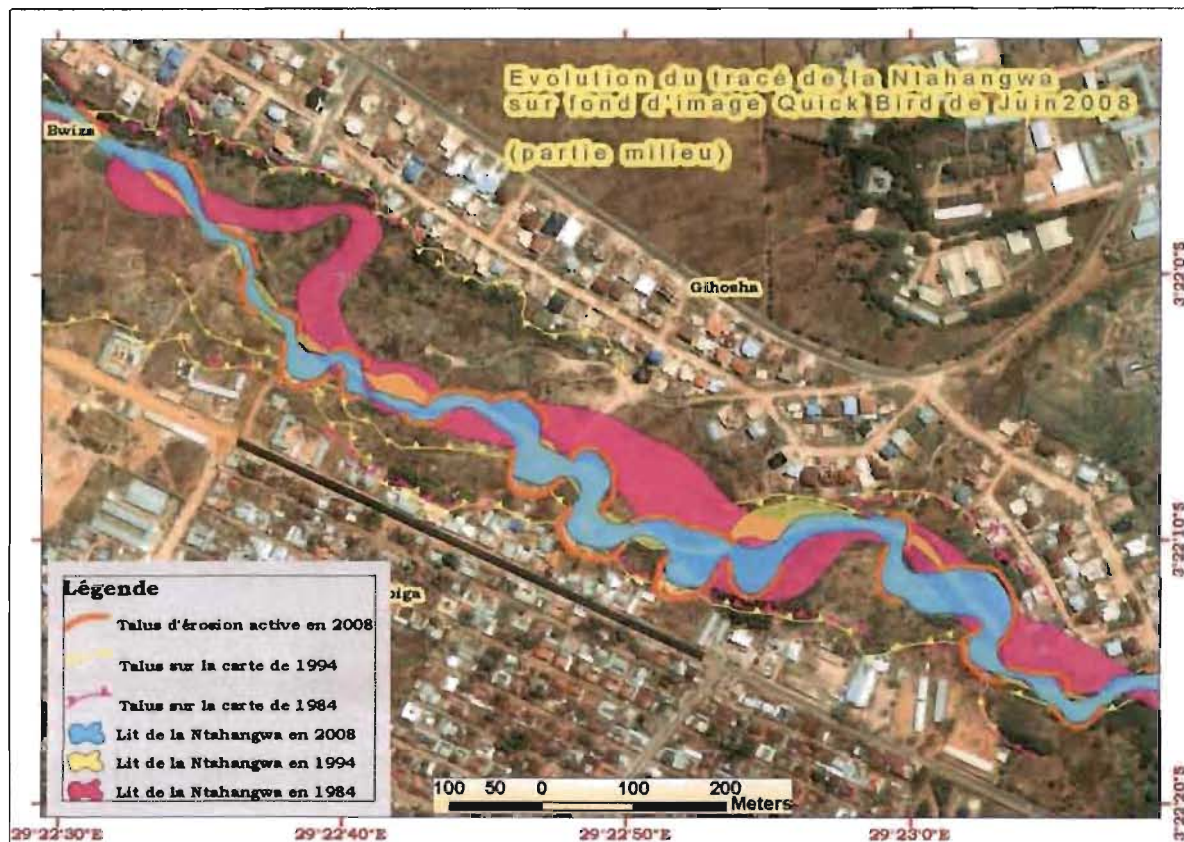 Evolution du tracé de la Ntahangwa
sur fond d'image Quick Bird de Juin2008
(partie milieu)
Bwiza
Gihosha
3°22'0"S
3°22'10"S
3°22'20"S
Légende
Talus d'érosion active en 2008
Talus sur la carte de 1994
Talus sur la carte de 1984
Lit de la Ntahangwa en 2008
Lit de la Ntahangwa en 1994
Lit de la Ntahangwa en 1984
100 50 0 100 200
Meters
29°22'30"E 29°22'40"E 29°22'50"E 29°23'0"E